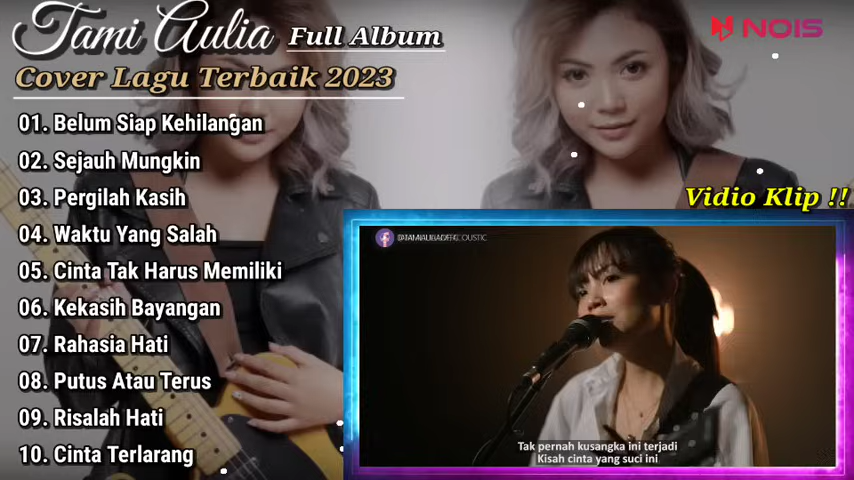 Tami Aulia Full Album
NOIS
Cover Lagu Terbaik 2023
01. Belum Siap Kehilangan
02. Sejauh Mungkin
03. Pergilah Kasih
04. Waktu Yang Salah
05. Cinta Tak Harus Memiliki
06. Kekasih Bayangan
07. Rahasia Hati
08. Putus Atau Terus
09. Risalah Hati
10. Cinta Terlarang
Vidio Klip !!
Tak pernah kusangka ini terjadi
Kisah cinta yang suci ini